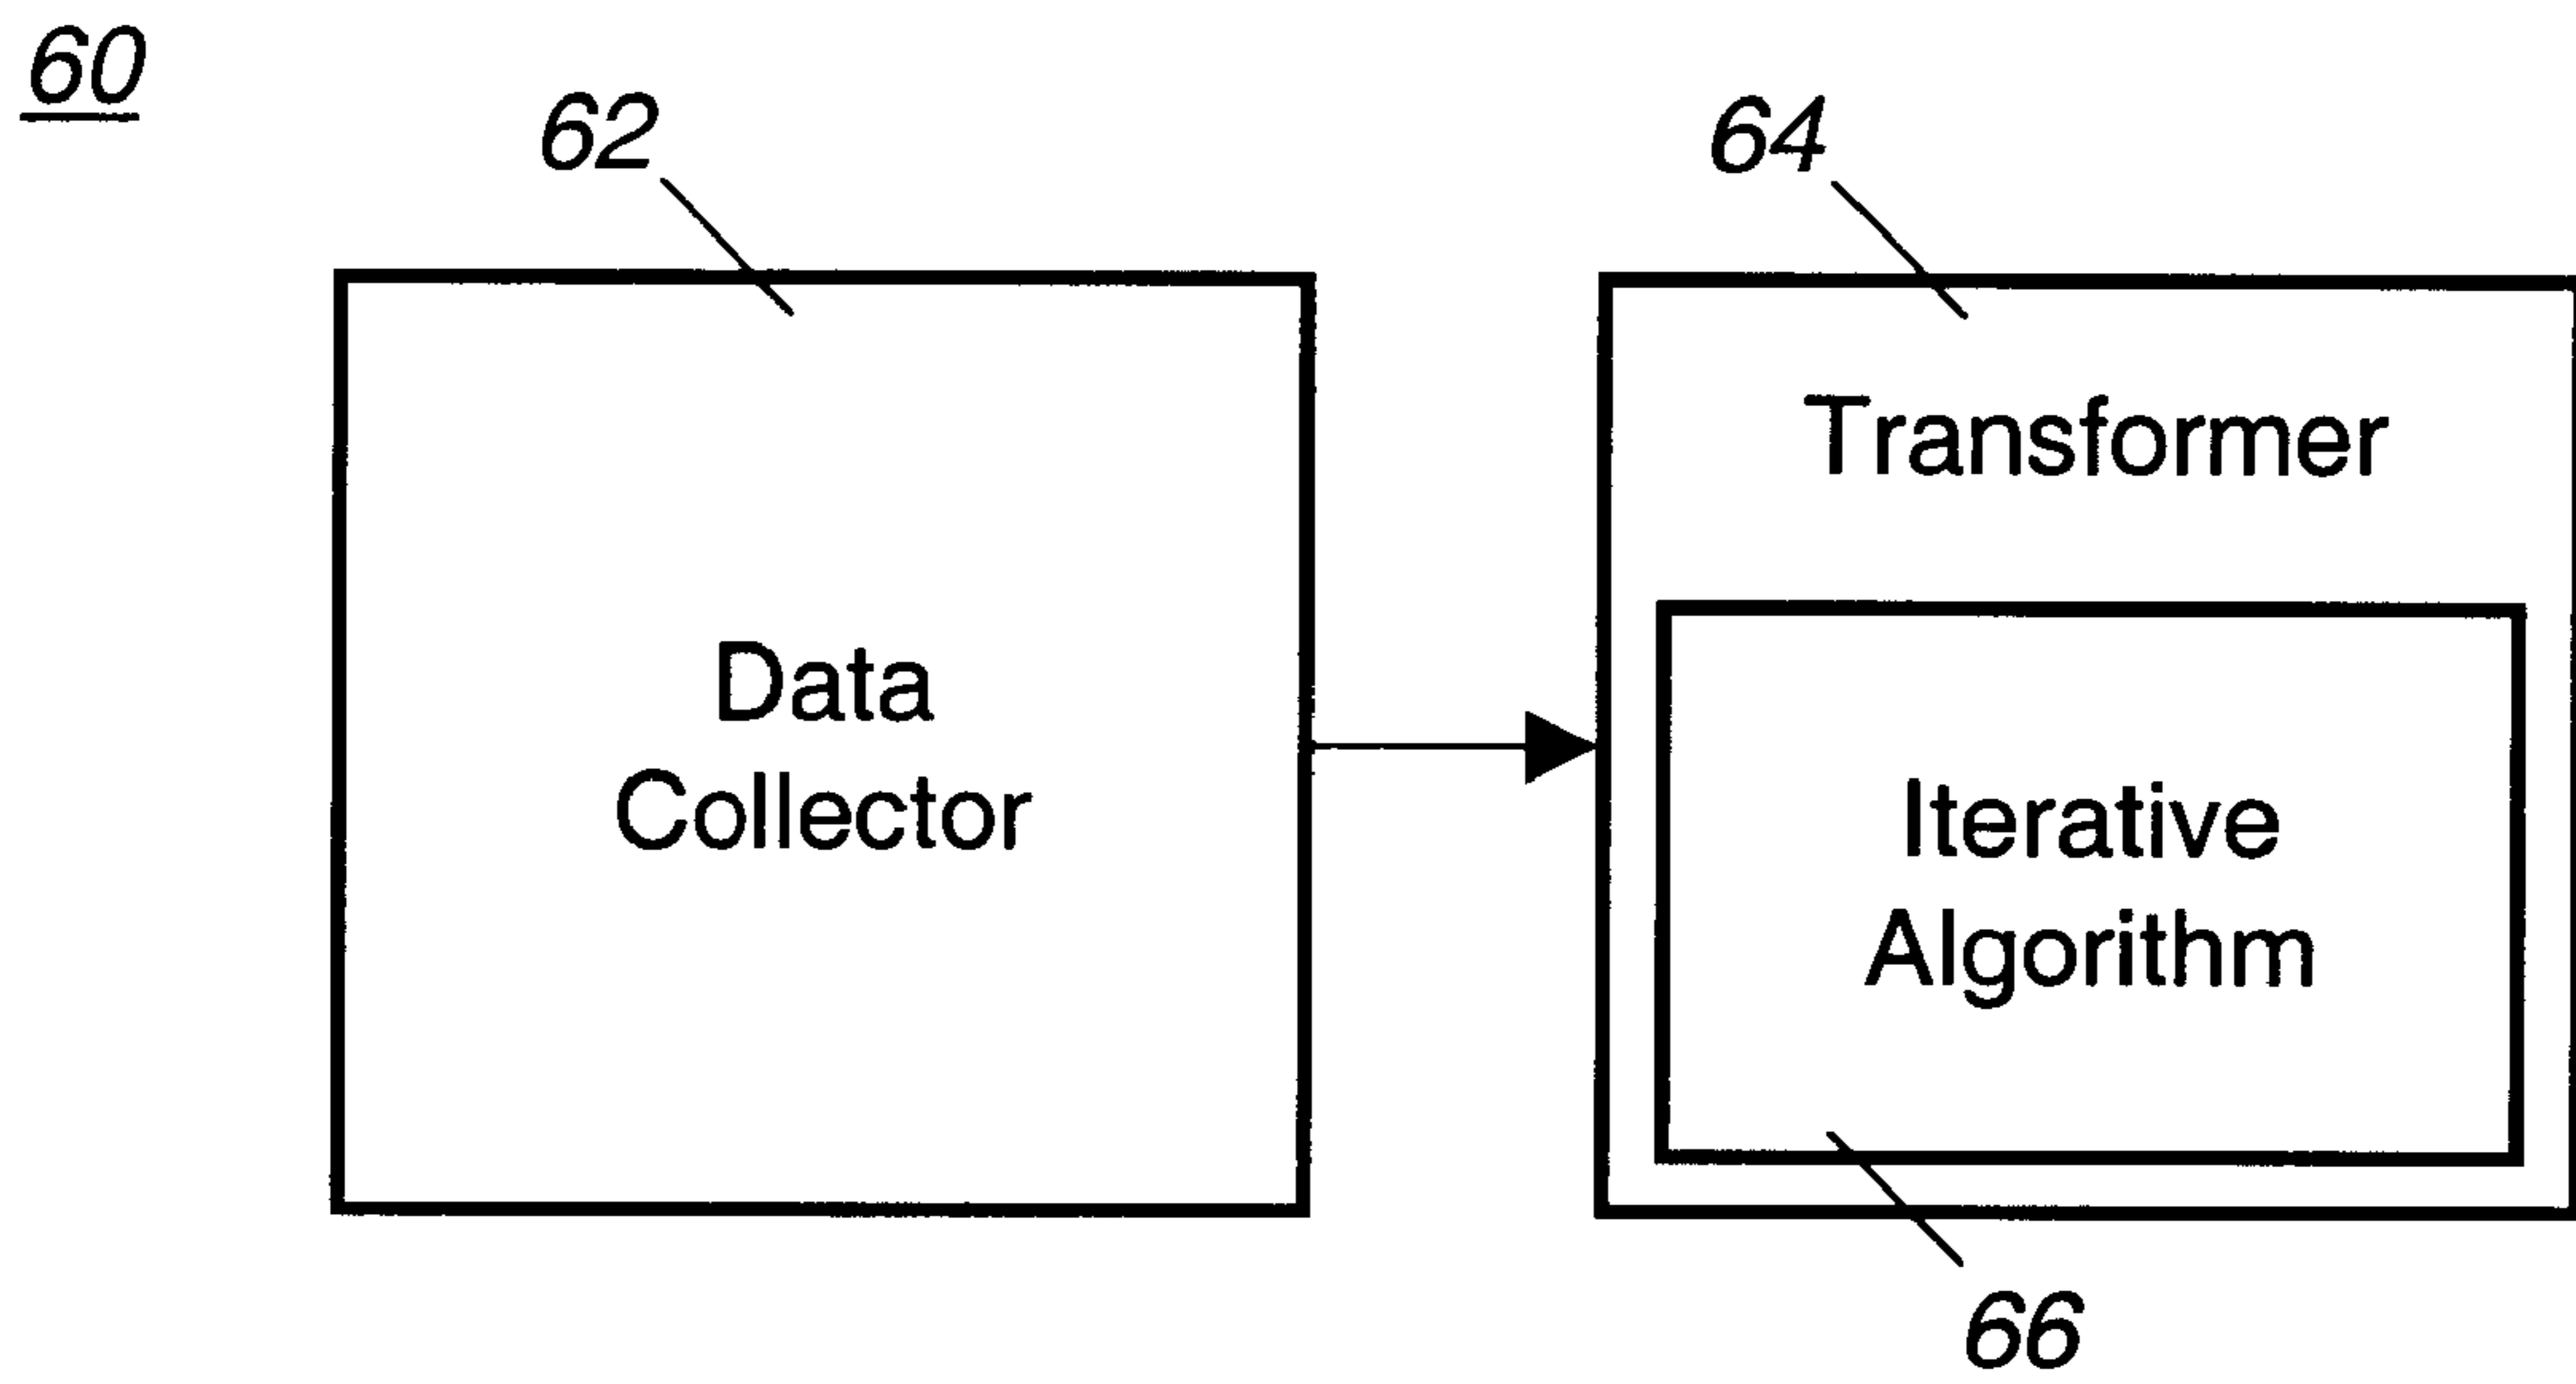 60
62
64
Transformer
Data
Collector
Iterative
Algorithm
66